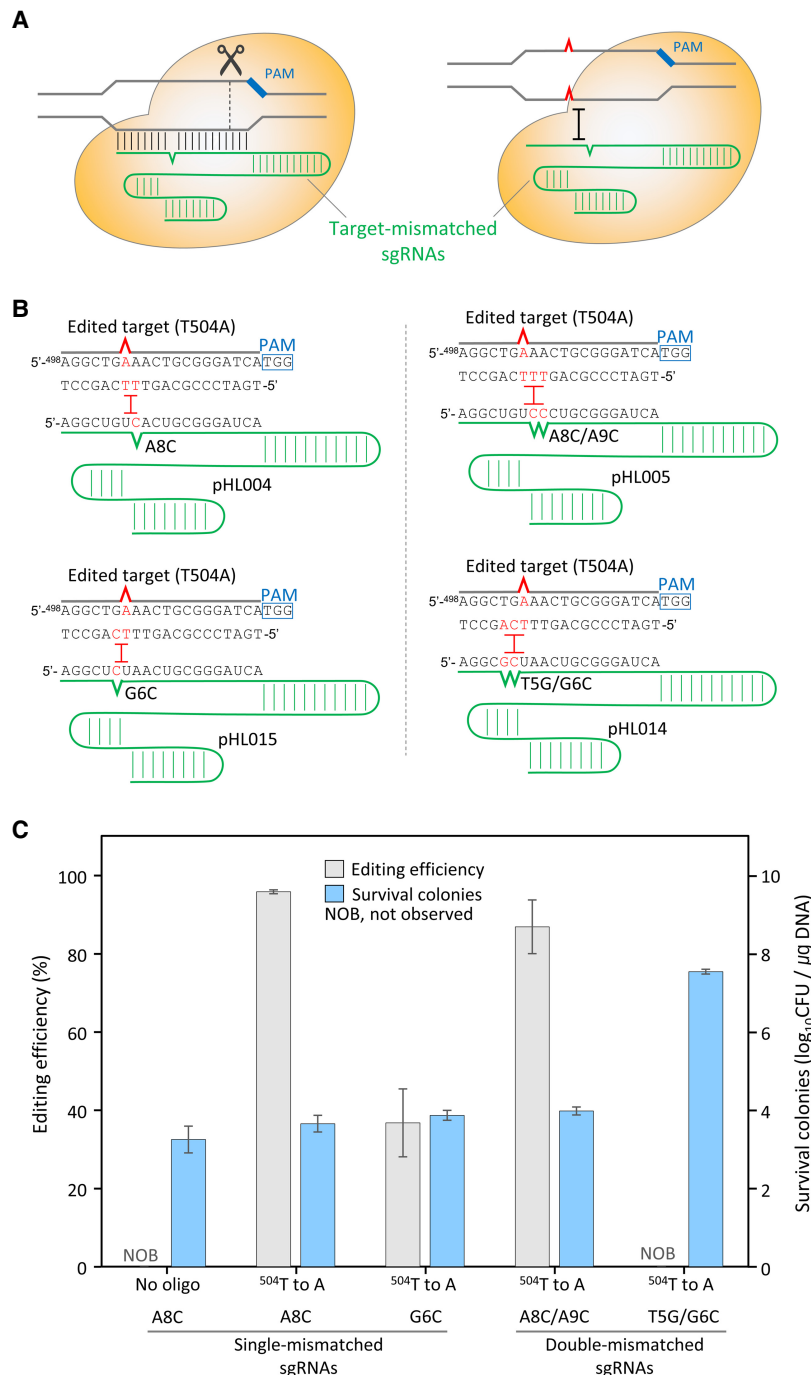 A
PAM
PAM
Target-mismatched
sgRNAs
B
Edited target (T504A)
PAM
5'-⁴⁹⁸AGGCTGAAACTGCGGGATCATGG
TCCGACTTTGACGCCCTAGT-5'
5'-AGGCUGUCACUGCGGGAUCA
A8C
pHL004
Edited target (T504A)
PAM
5'-⁴⁹⁸AGGCTGAAACTGCGGGATCATGG
TCCGACTTTGACGCCCTAGT-5'
5'-AGGCUGUCCCUGCGGGAUCA
A8C/A9C
pHL005
Edited target (T504A)
PAM
5'-⁴⁹⁸AGGCTGAAACTGCGGGATCATGG
TCCGACTTTGACGCCCTAGT-5'
5'-AGGCUCUAACUGCGGGAUCA
G6C
pHL015
Edited target (T504A)
PAM
5'-⁴⁹⁸AGGCTGAAACTGCGGGATCATGG
TCCGACTTTGACGCCCTAGT-5'
5'-AGGCGCUAACUGCGGGAUCA
T5G/G6C
pHL014
C
Editing efficiency
Survival colonies
NOB, not observed
Editing efficiency (%)
100
80
60
40
20
0
Survival colonies (log₁₀CFU / µg DNA)
10
8
6
4
2
0
NOB
NOB
No oligo
⁵⁰⁴T to A
⁵⁰⁴T to A
⁵⁰⁴T to A
⁵⁰⁴T to A
A8C
A8C
G6C
A8C/A9C
T5G/G6C
Single-mismatched
sgRNAs
Double-mismatched
sgRNAs